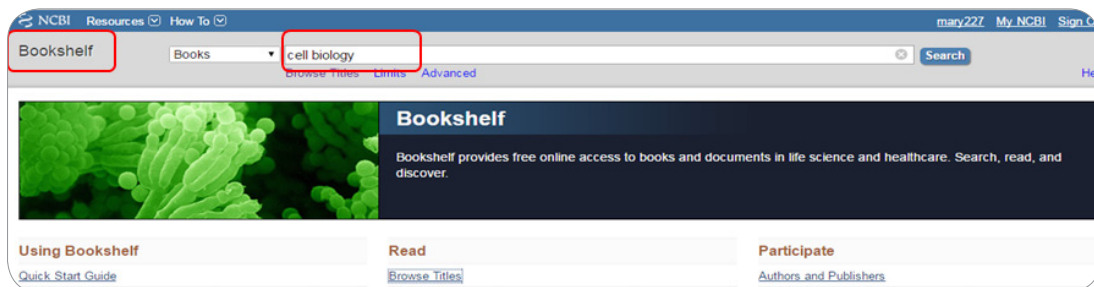 NCBI Resources How To mary227 My NCBI Sign
Bookshelf Books cell biology Search
Browse Titles Limits Advanced
Bookshelf
Bookshelf provides free online access to books and documents in life science and healthcare. Search, read, and
discover.
Using Bookshelf Read Participate
Quick Start Guide Browse Titles Authors and Publishers